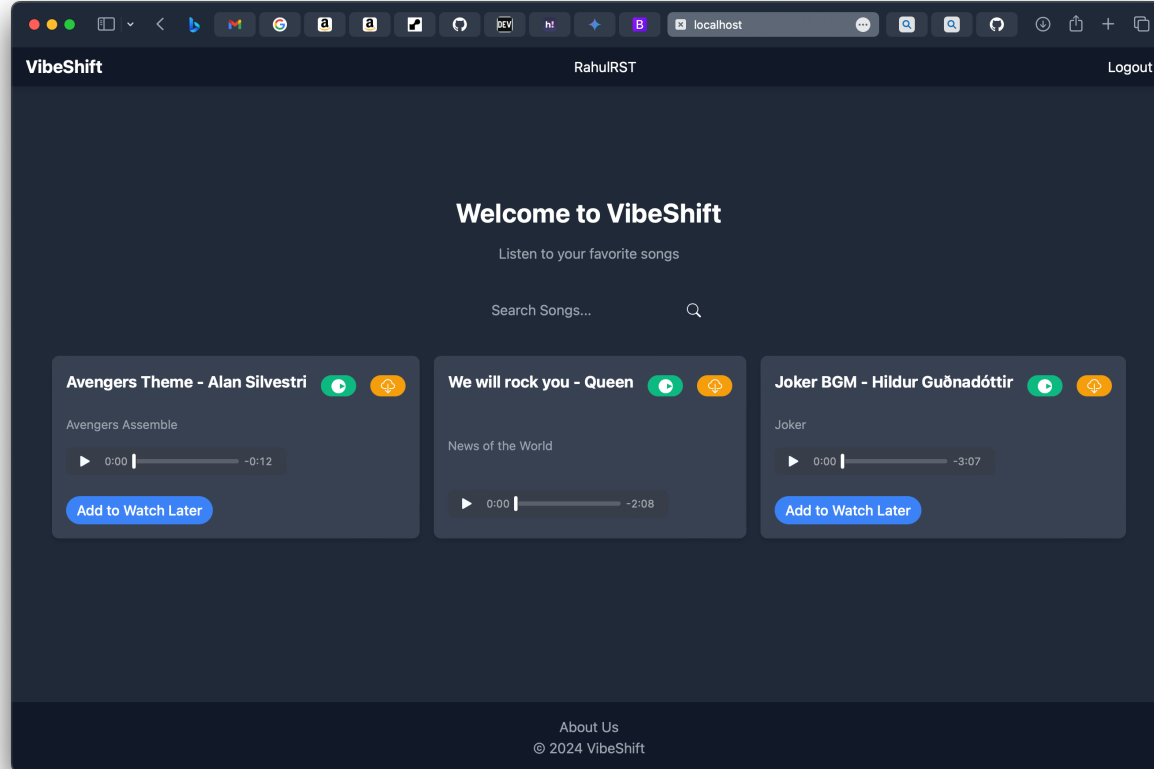 DEV
h!
B
localhost
VibeShift
RahulRST
Logout
Welcome to VibeShift
Listen to your favorite songs
Search Songs...
Avengers Theme - Alan Silvestri
Avengers Assemble
0:00
-0:12
Add to Watch Later
We will rock you - Queen
News of the World
0:00
-2:08
Joker BGM - Hildur Guðnadóttir
Joker
0:00
-3:07
Add to Watch Later
About Us
© 2024 VibeShift